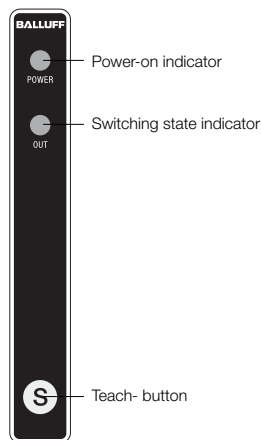 BALLUFF
Power-on indicator
POWER
Switching state indicator
OUT
S
Teach- button